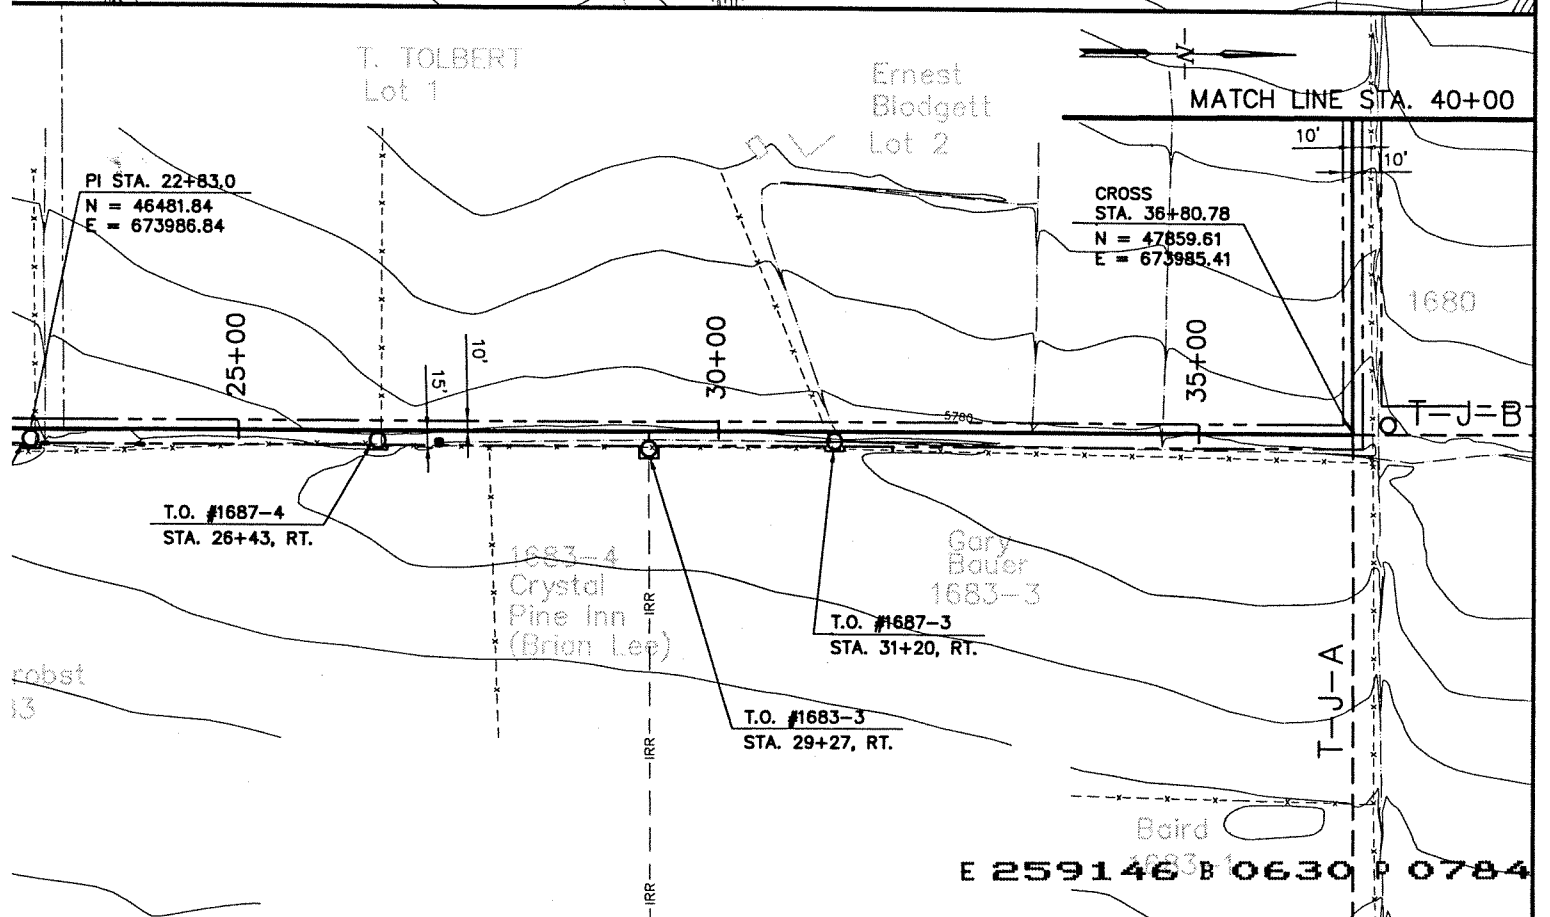 T. TOLBERT
Lot 1
Ernest
Blodgett
Lot 2
N
MATCH LINE STA. 40+00
10'
10'
PI STA. 22+83.0
N = 46481.84
E = 673986.84
CROSS
STA. 36+80.78
N = 47859.61
E = 673985.41
1680
25+00
15'
10'
30+00
35+00
5780
T-J-B
T.O. #1687-4
STA. 26+43, RT.
1683-4
Crystal
Pine Inn
(Brian Lee)
IRR
Gary
Bauer
1683-3
T.O. #1687-3
STA. 31+20, RT.
robst
T-J-A
T.O. #1683-3
STA. 29+27, RT.
IRR
Baird
1683-1
E 259146 B 0630 P 0784
IRR